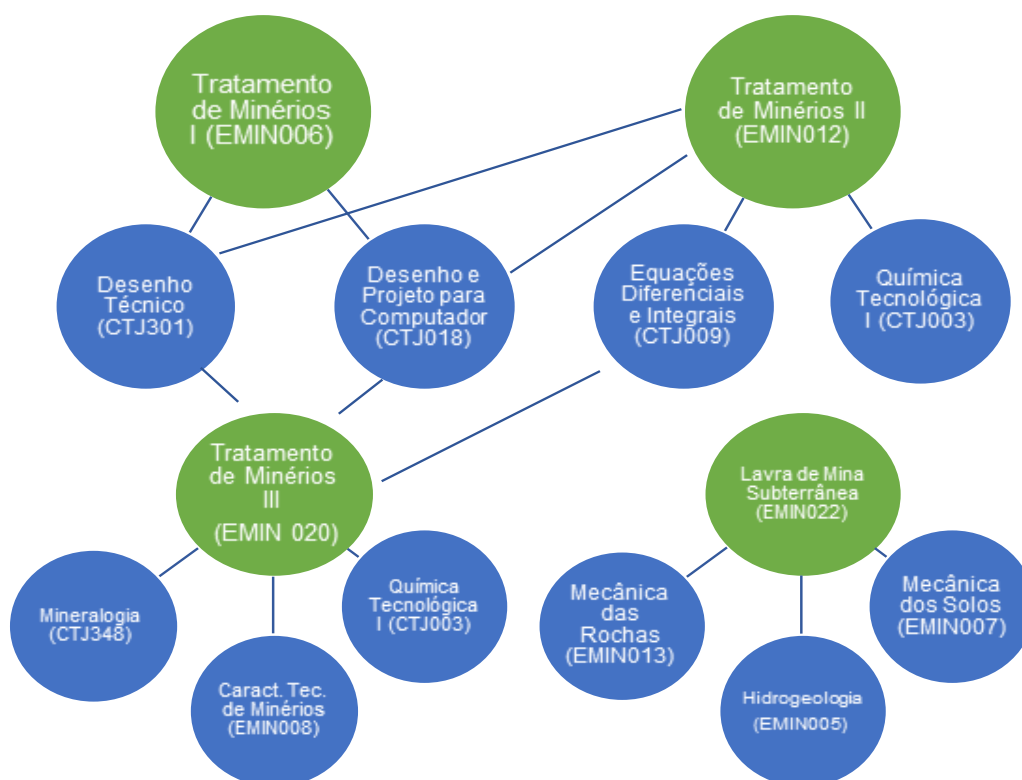 Tratamento
de Minérios
I (EMIN006)
Tratamento
de Minérios II
(EMIN012)
Desenho
Técnico
(CTJ301)
Desenho e
Projeto para
Computador
(CTJ018)
Equações
Diferenciais
e Integrais
(CTJ009)
Química
Tecnológica
I (CTJ003)
Tratamento
de Minérios
III
(EMIN 020)
Lavra de Mina
Subterrânea
(EMIN022)
Mineralogia
(CTJ348)
Caract. Tec.
de Minérios
(EMIN008)
Química
Tecnológica
I (CTJ003)
Mecânica
das
Rochas
(EMIN013)
Hidrogeologia
(EMIN005)
Mecânica
dos Solos
(EMIN007)